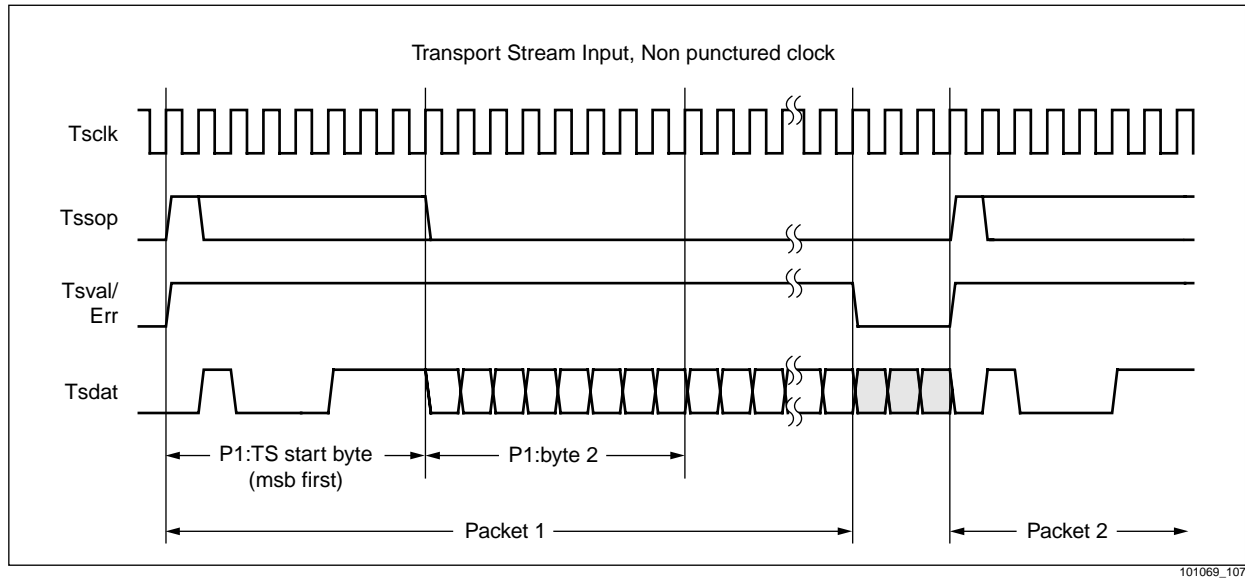 Transport Stream Input, Non punctured clock
Tsclk
Tssop
Tsval/
Err
Tsdat
P1:TS start byte
(msb first)
P1:byte 2
Packet 1
Packet 2
101069_107